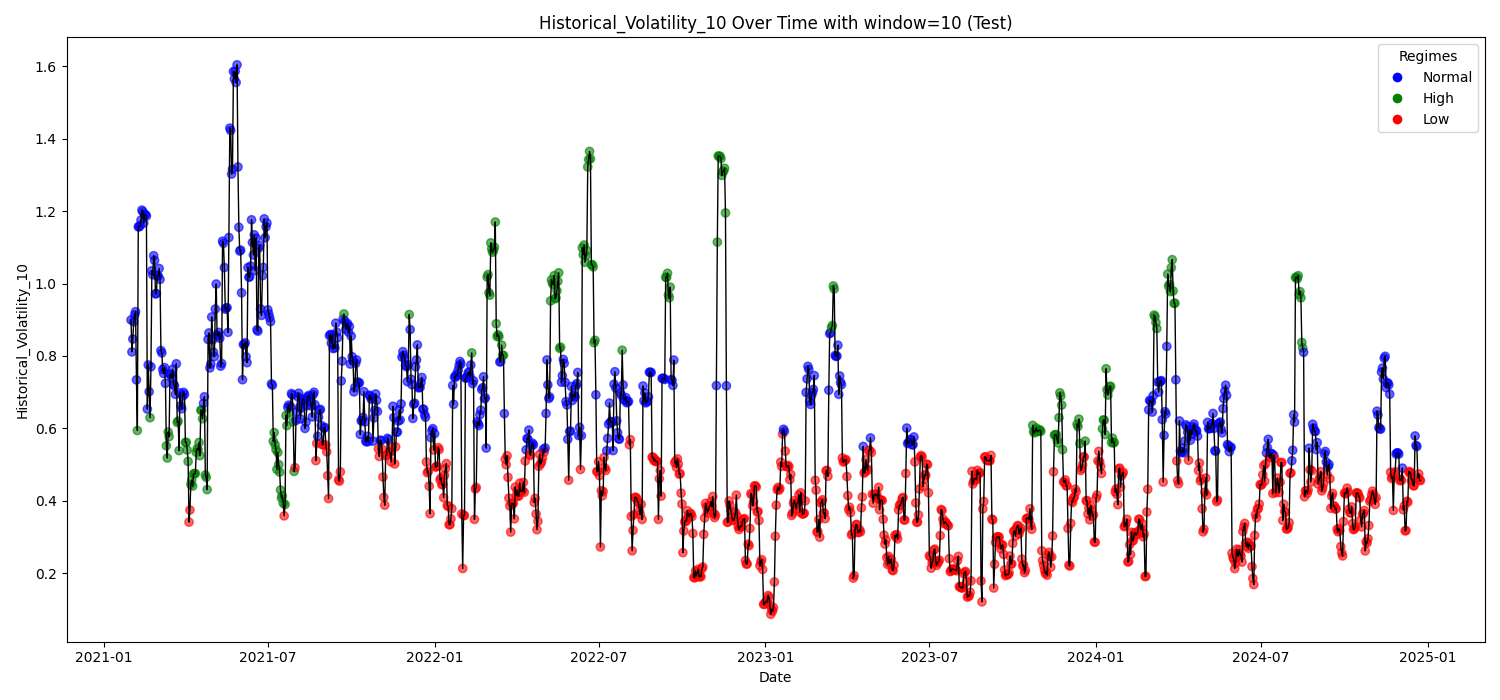 Historical_Volatility_10 Over Time with window=10 (Test)
Regimes
Normal
High
Low
Historical_Volatility_10
1.6
1.4
1.2
1.0
0.8
0.6
0.4
0.2
2021-01
2021-07
2022-01
2022-07
2023-01
2023-07
2024-01
2024-07
2025-01
Date